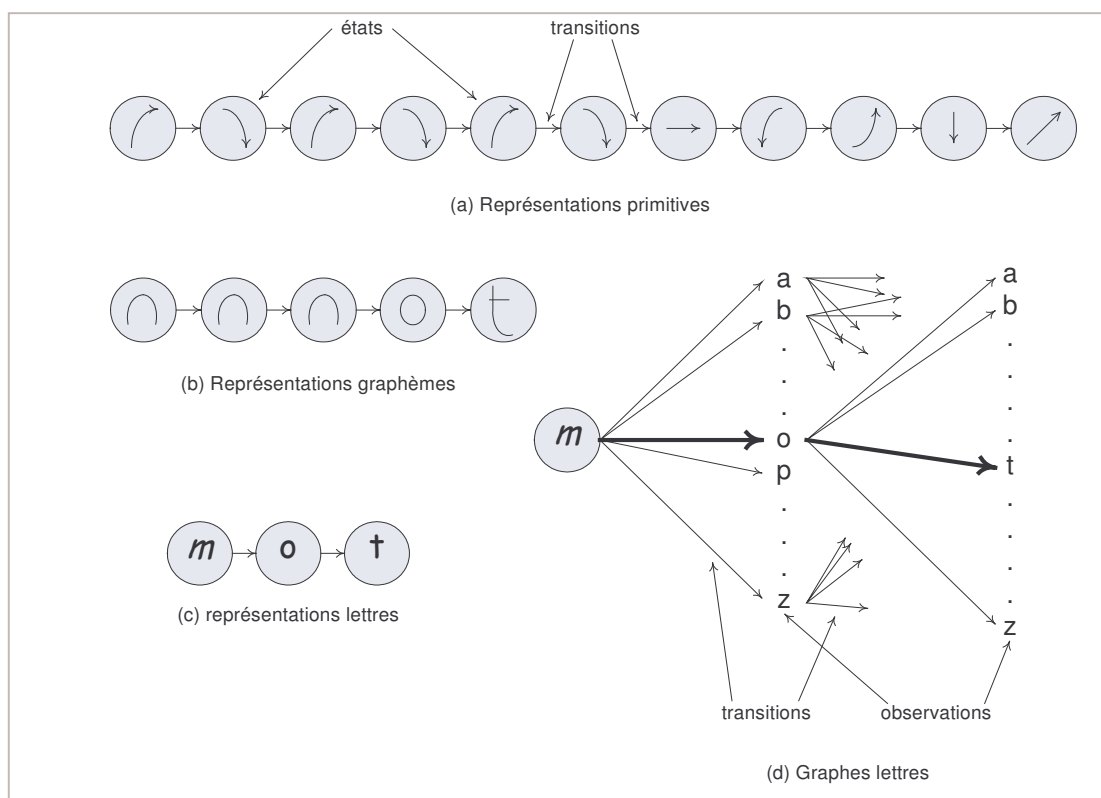 états transitions
(a) Représentations primitives
∩ ∩ ∩ o t
(b) Représentations graphèmes
m o t
(c) représentations lettres
m
a
b
.
.
.
o
p
.
.
.
z
a
b
.
.
.
.
t
.
.
.
.
z
transitions observations
(d) Graphes lettres